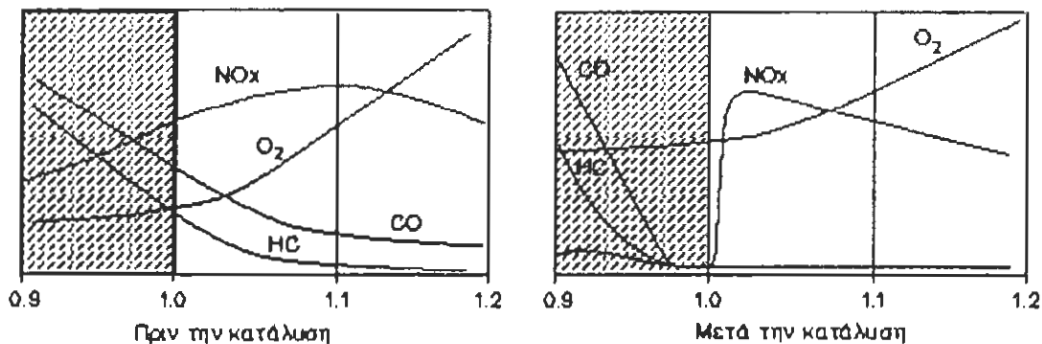 NOx
O2
CO
HC
0.9 1.0 1.1 1.2
Πριν την κατάλυση
O2
CO
NOx
HC
0.9 1.0 1.1 1.2
Μετά την κατάλυση